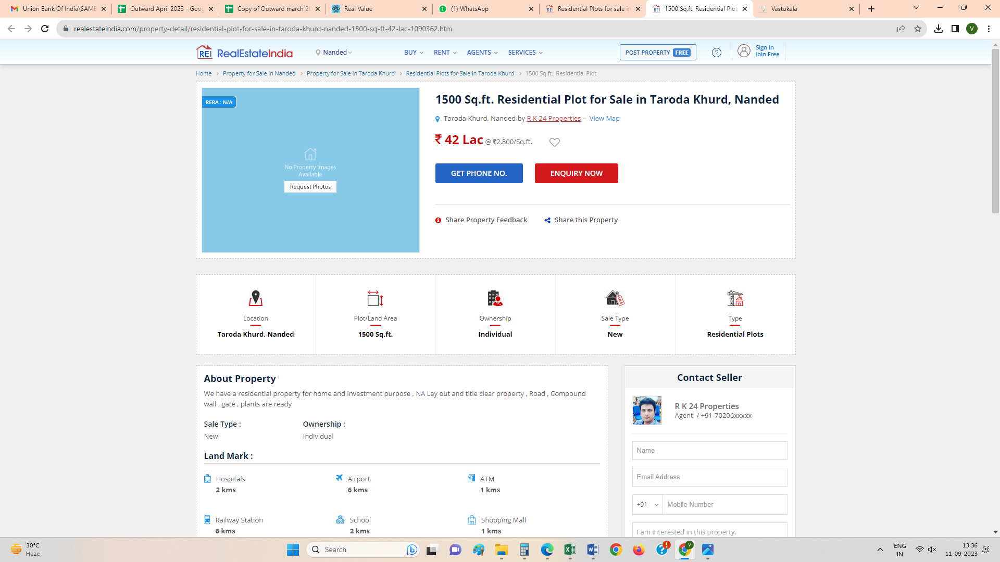 Union Bank Of India\SAMB
Outward April 2023 - Goog
Copy of Outward march 20
Real Value
(1) WhatsApp
Residential Plots for sale in
1500 Sq.ft. Residential Plot
Vastukala
realestateindia.com/property-detail/residential-plot-for-sale-in-taroda-khurd-nanded-1500-sq-ft-42-lac-1090362.htm
V
REI RealEstateIndia
Nanded
BUY
RENT
AGENTS
SERVICES
POST PROPERTY FREE
?
Sign In
Join Free
Home > Property for Sale in Nanded > Property for Sale in Taroda Khurd > Residential Plots for Sale in Taroda Khurd > 1500 Sq.ft., Residential Plot
RERA : N/A
No Property Images
Available
Request Photos
1500 Sq.ft. Residential Plot for Sale in Taroda Khurd, Nanded
Taroda Khurd, Nanded by R K 24 Properties - View Map
₹ 42 Lac @ ₹2,800/Sq.ft.
GET PHONE NO.
ENQUIRY NOW
Share Property Feedback
Share this Property
Location
Taroda Khurd, Nanded
Plot/Land Area
1500 Sq.ft.
Ownership
Individual
SALE
Sale Type
New
Type
Residential Plots
About Property
We have a residential property for home and investment purpose , NA Lay out and title clear property , Road , Compound
wall , gate , plants are ready
Sale Type :
New
Ownership :
Individual
Land Mark :
Hospitals
2 kms
Airport
6 kms
ATM
1 kms
Railway Station
6 kms
School
2 kms
Shopping Mall
1 kms
Contact Seller
R K 24 Properties
Agent / +91-70206xxxxx
Name
Email Address
+91
Mobile Number
I am interested in this property.
30°C
Haze
Search
ENG
IN
13:36
11-09-2023